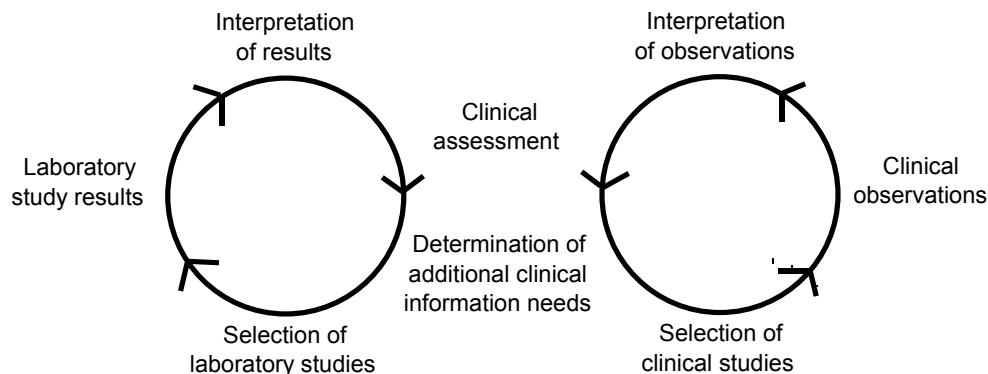 Interpretation
of results
Interpretation
of observations
Clinical
assessment
Laboratory
study results
Clinical
observations
Determination of
additional clinical
information needs
Selection of
laboratory studies
Selection of
clinical studies